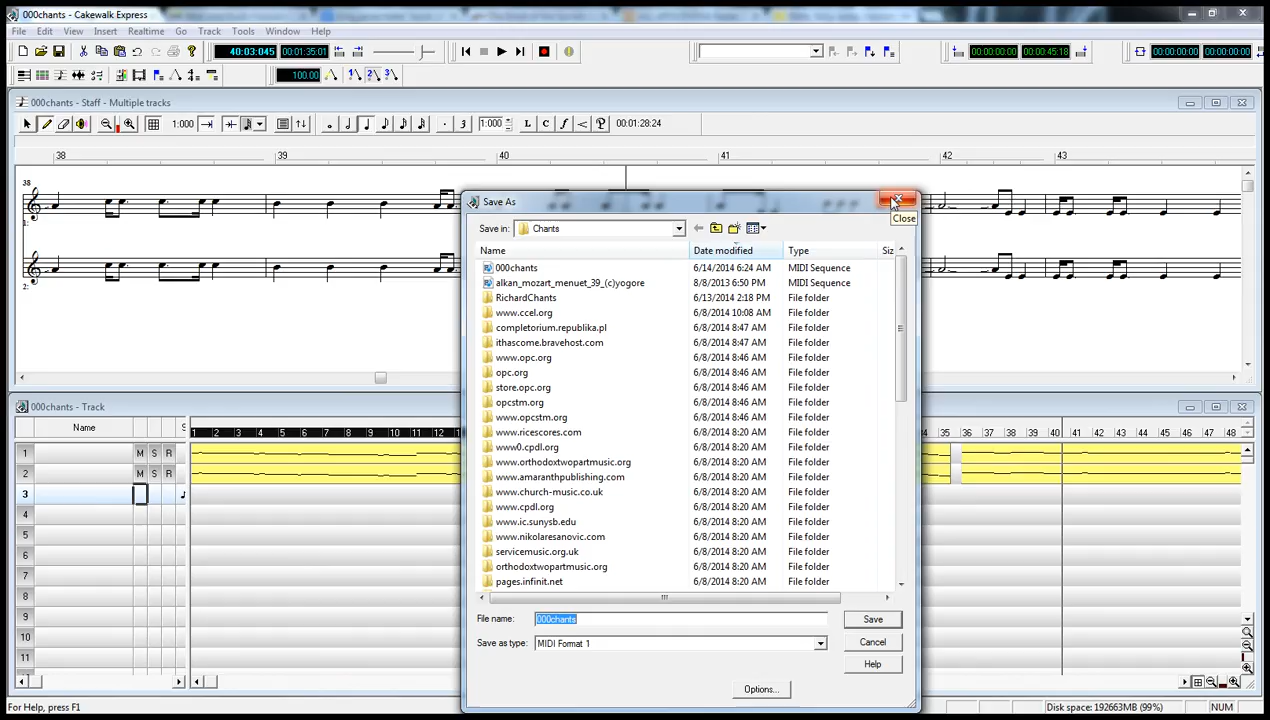 000chants - Cakewalk Express
File Edit View Insert Realtime Go Track Tools Window Help
40:03:045 00:01:35:01 00:00:00:00 00:00:45:18 00:00:00:00 00:00:00:00
100.00 1 2 3
000chants - Staff - Multiple tracks
1:000 3 1:000 L C 00:01:28:24
38 39 40 41 42 43
38
1:
2:
Save As
Close
Save in: Chants
Name Date modified Type Siz
000chants 6/14/2014 6:24 AM MIDI Sequence
alkan_mozart_menuet_39_(c)yogore 8/8/2013 6:50 PM MIDI Sequence
RichardChants 6/13/2014 2:18 PM File folder
www.ccel.org 6/8/2014 10:08 AM File folder
completorium.republika.pl 6/8/2014 8:47 AM File folder
ithascome.bravehost.com 6/8/2014 8:47 AM File folder
www.opc.org 6/8/2014 8:46 AM File folder
opc.org 6/8/2014 8:46 AM File folder
store.opc.org 6/8/2014 8:46 AM File folder
opcstm.org 6/8/2014 8:46 AM File folder
www.opcstm.org 6/8/2014 8:46 AM File folder
www.ricescores.com 6/8/2014 8:20 AM File folder
www0.cpdl.org 6/8/2014 8:20 AM File folder
www.orthodoxtwopartmusic.org 6/8/2014 8:20 AM File folder
www.amaranthpublishing.com 6/8/2014 8:20 AM File folder
www.church-music.co.uk 6/8/2014 8:20 AM File folder
www.cpdl.org 6/8/2014 8:20 AM File folder
www.ic.sunysb.edu 6/8/2014 8:20 AM File folder
www.nikolaresanovic.com 6/8/2014 8:20 AM File folder
servicemusic.org.uk 6/8/2014 8:20 AM File folder
orthodoxtwopartmusic.org 6/8/2014 8:20 AM File folder
pages.infinit.net 6/8/2014 8:20 AM File folder
File name: 000chants Save
Save as type: MIDI Format 1 Cancel
Help
Options...
000chants - Track
Name S 1 2 3 4 5 6 7 8 9 10 11 12 13 34 35 36 37 38 39 40 41 42 43 44 45 46 47 48
1 M S R
2 M S R
3
4
5
6
7
8
9
10
11
For Help, press F1 Disk space: 192663MB (99%) NUM